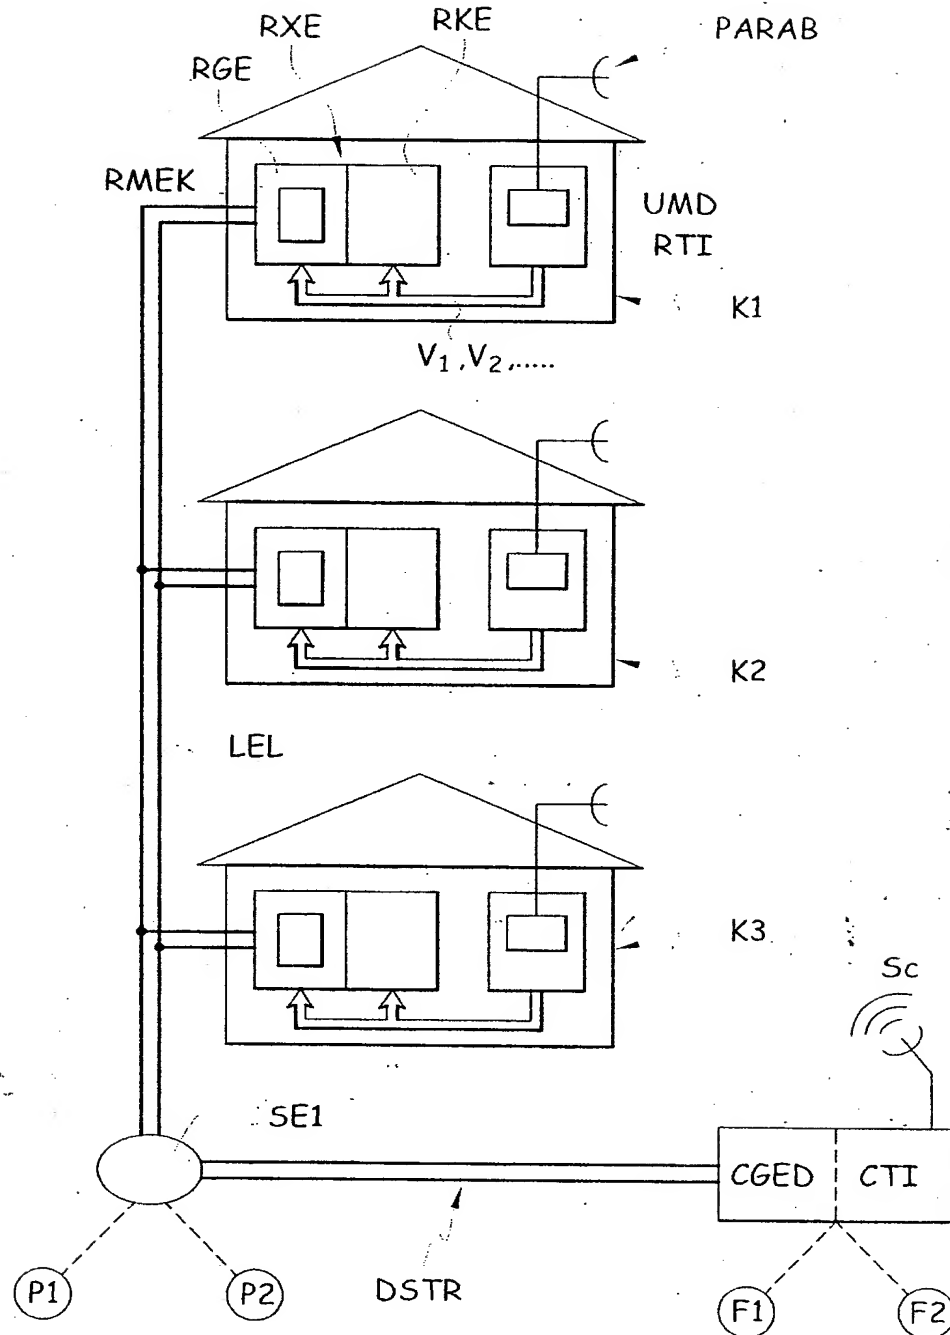 RXE
RKE
PARAB
RGE
RMEK
UMD
RTI
K1
V1,V2,.....
K2
LEL
K3
Sc
SE1
CGED
CTI
P1
P2
DSTR
F1
F2